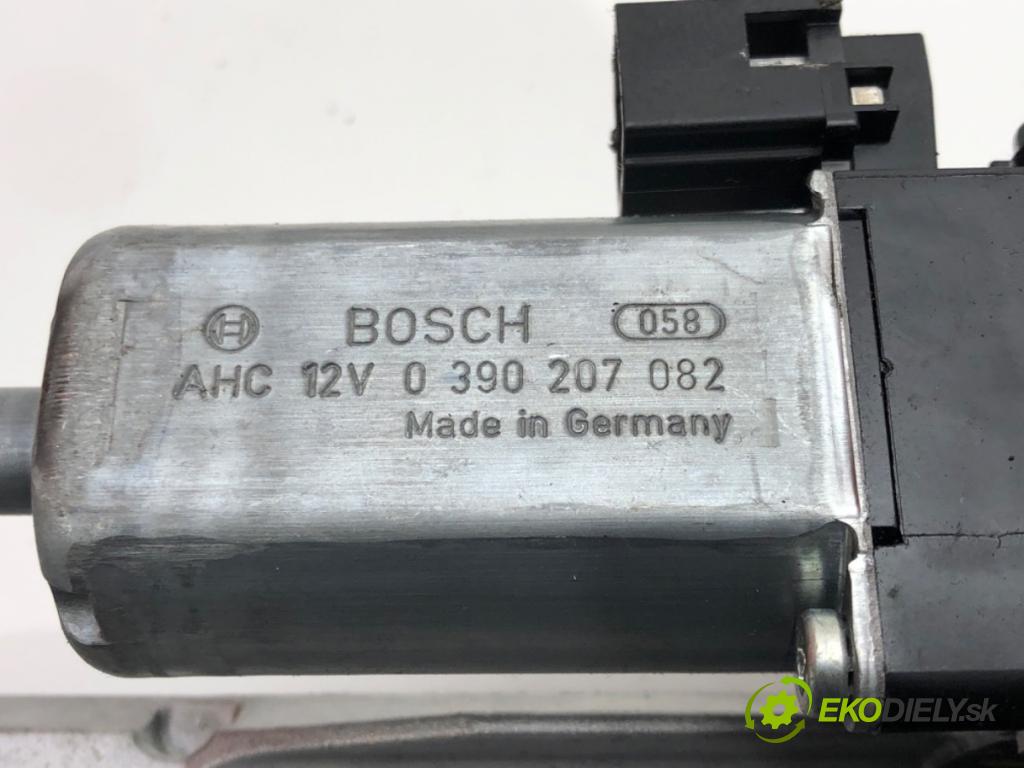 BOSCH 058
AHC 12V 0 390 207 082
Made in Germany
EKODIELY.sk